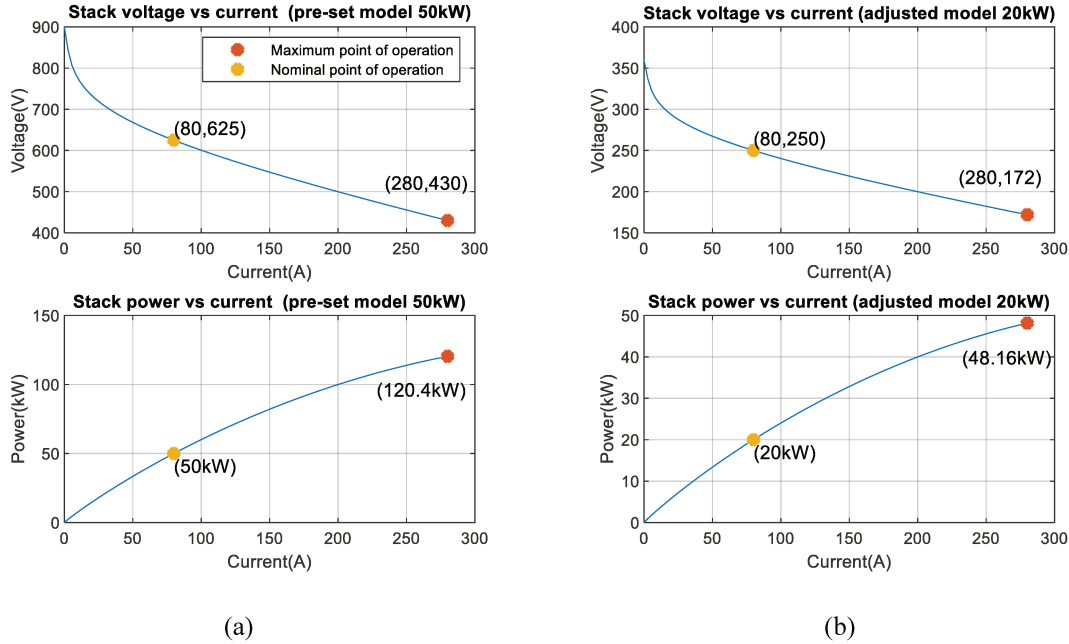 Stack voltage vs current (pre-set model 50kW)
900
800
700
600
500
400
Voltage(V)
Maximum point of operation
Nominal point of operation
(80,625)
(280,430)
0 50 100 150 200 250 300
Current(A)
Stack power vs current (pre-set model 50kW)
150
100
50
0
Power(kW)
(120.4kW)
(50kW)
0 50 100 150 200 250 300
Current(A)
(a)
Stack voltage vs current (adjusted model 20kW)
400
350
300
250
200
150
Voltage(V)
(80,250)
(280,172)
0 50 100 150 200 250 300
Current(A)
Stack power vs current (adjusted model 20kW)
50
40
30
20
10
0
Power(kW)
(48.16kW)
(20kW)
0 50 100 150 200 250 300
Current(A)
(b)